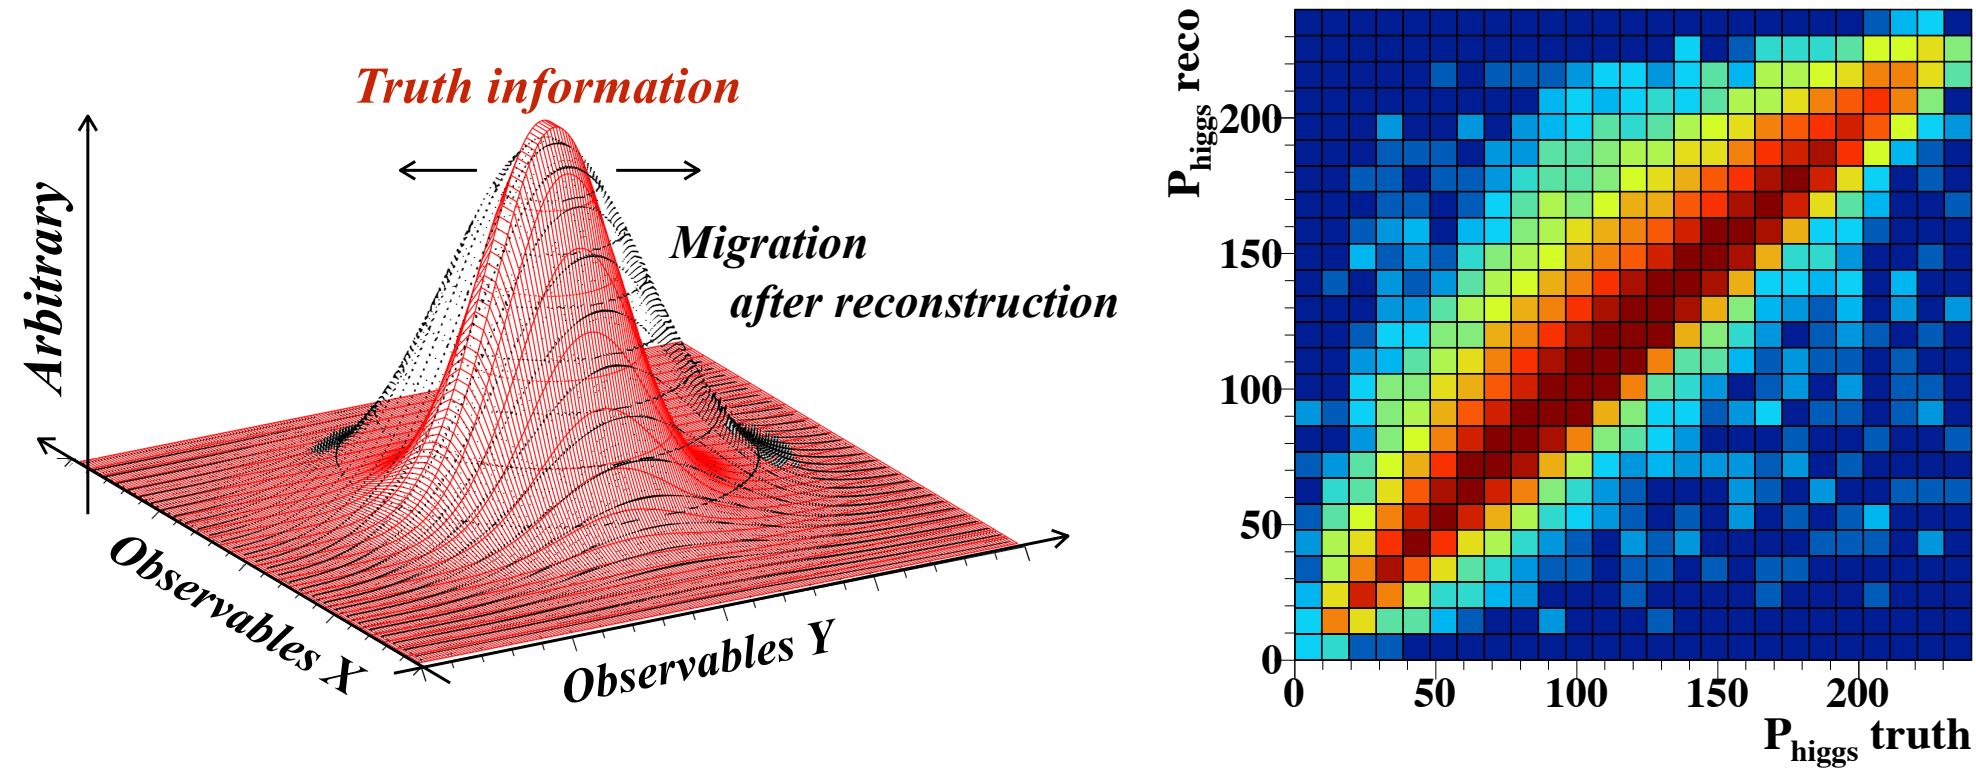 Truth information
Migration
after reconstruction
Arbitrary
Observables X
Observables Y
P_higgs reco
200
150
100
50
0
0 50 100 150 200
P_higgs truth